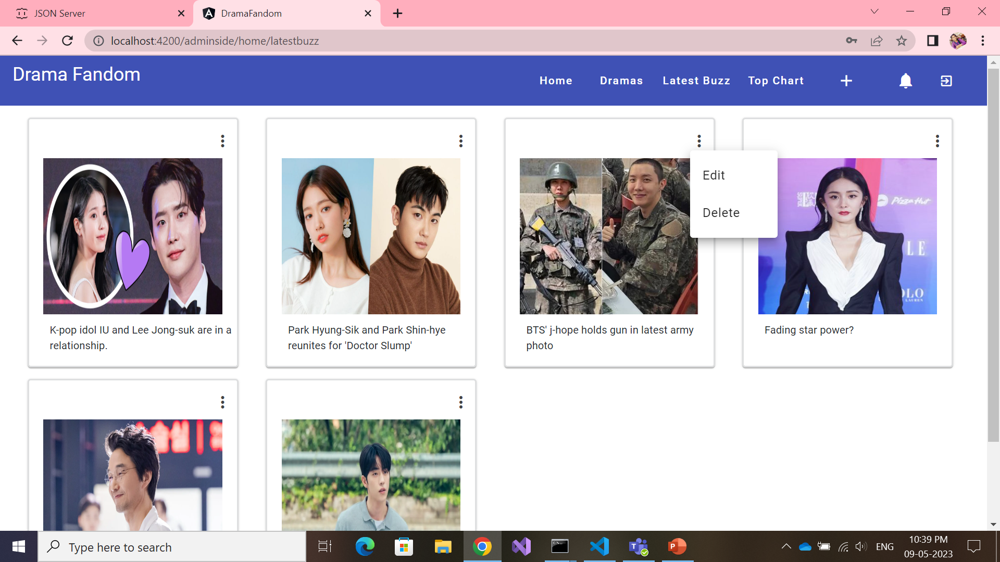 JSON Server
DramaFandom
localhost:4200/adminside/home/latestbuzz
Drama Fandom
Home
Dramas
Latest Buzz
Top Chart
Edit
Delete
Pizza Hut
K-pop idol IU and Lee Jong-suk are in a
relationship.
Park Hyung-Sik and Park Shin-hye
reunites for 'Doctor Slump'
BTS' j-hope holds gun in latest army
photo
Fading star power?
Type here to search
ENG
10:39 PM
09-05-2023